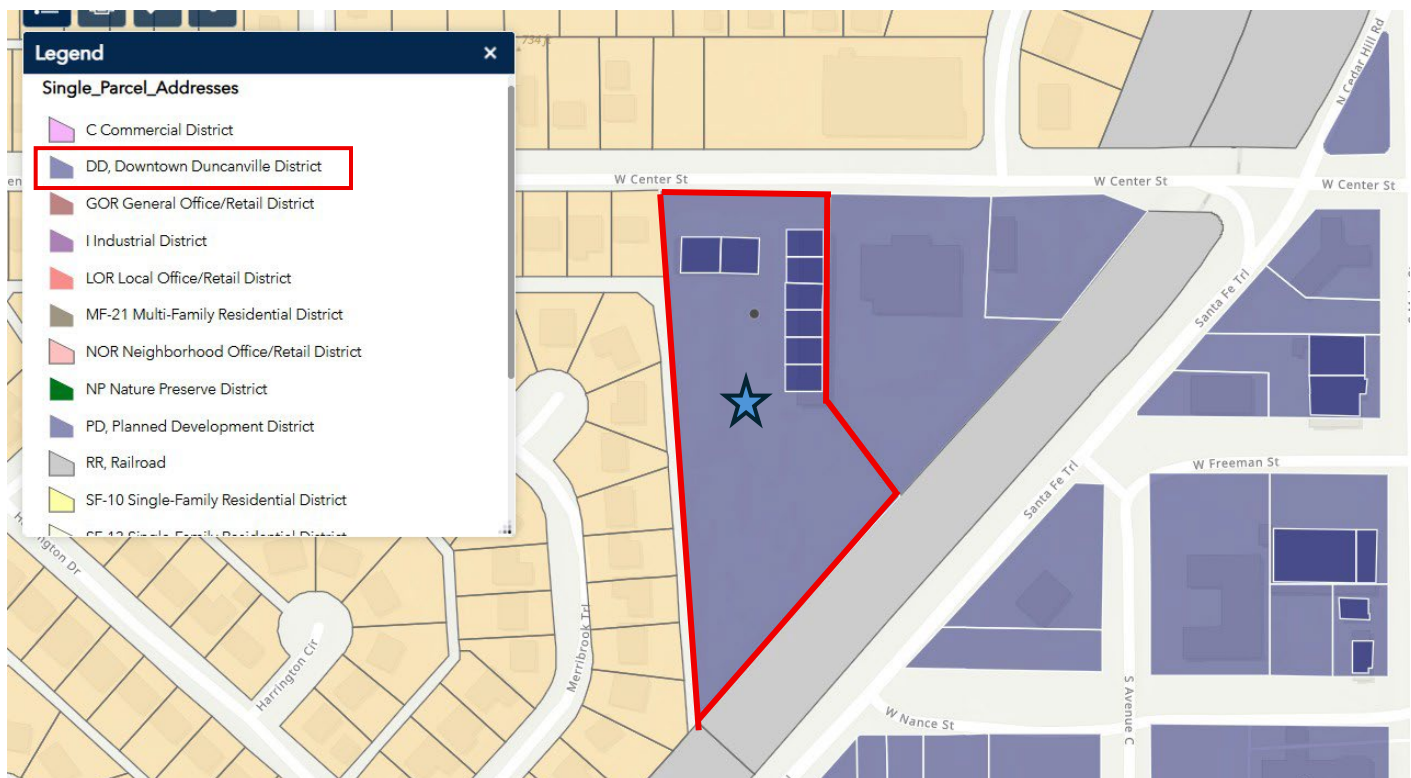 Legend
×
Single_Parcel_Addresses
C Commercial District
DD, Downtown Duncanville District
GOR General Office/Retail District
I Industrial District
LOR Local Office/Retail District
MF-21 Multi-Family Residential District
NOR Neighborhood Office/Retail District
NP Nature Preserve District
PD, Planned Development District
RR, Railroad
SF-10 Single-Family Residential District
734 ft
N Cedar Hill Rd
W Center St
W Center St
W Center St
Santa Fe Trl
Santa Fe Trl
W Freeman St
W Nance St
S Avenue C
Merribrook Trl
Harrington Cir